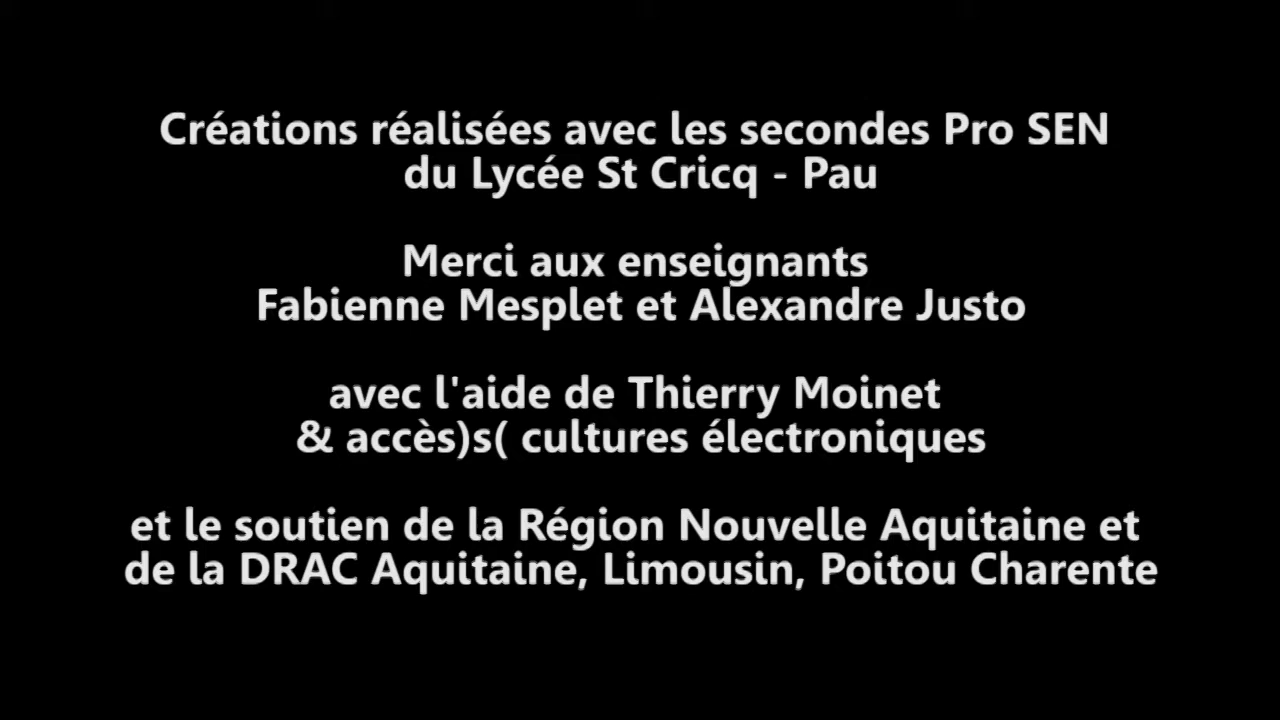 Créations réalisées avec les secondes Pro SEN
du Lycée St Cricq - Pau
Merci aux enseignants
Fabienne Mesplet et Alexandre Justo
avec l'aide de Thierry Moinet
& accès)s( cultures électroniques
et le soutien de la Région Nouvelle Aquitaine et
de la DRAC Aquitaine, Limousin, Poitou Charente